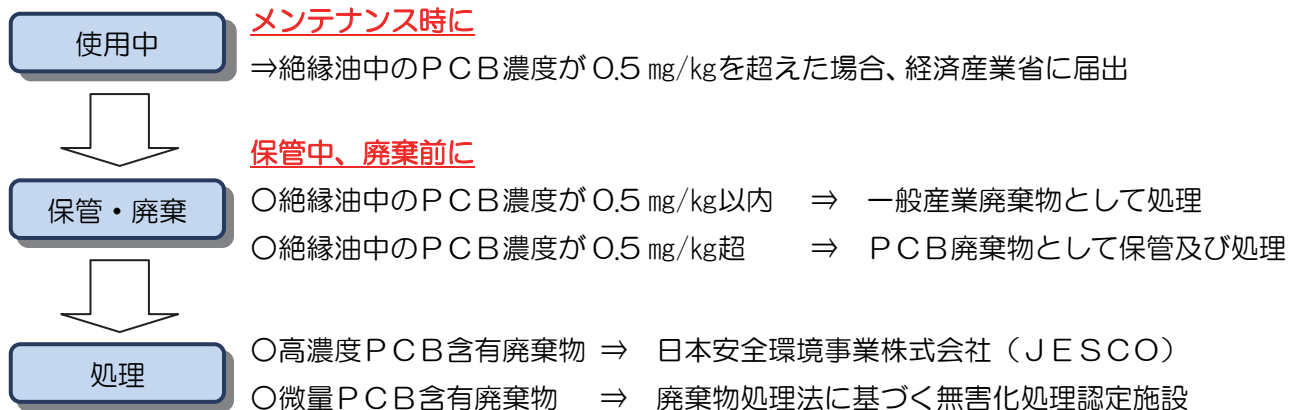 使用中
メンテナンス時に
⇒絶縁油中のＰＣＢ濃度が0.5㎎/㎏を超えた場合、経済産業省に届出
保管中、廃棄前に
保管・廃棄
〇絶縁油中のＰＣＢ濃度が0.5㎎/㎏以内　⇒　一般産業廃棄物として処理
〇絶縁油中のＰＣＢ濃度が0.5㎎/㎏超　⇒　ＰＣＢ廃棄物として保管及び処理
処理
〇高濃度ＰＣＢ含有廃棄物 ⇒　日本安全環境事業株式会社（ＪＥＳＣＯ）
〇微量ＰＣＢ含有廃棄物　⇒　廃棄物処理法に基づく無害化処理認定施設